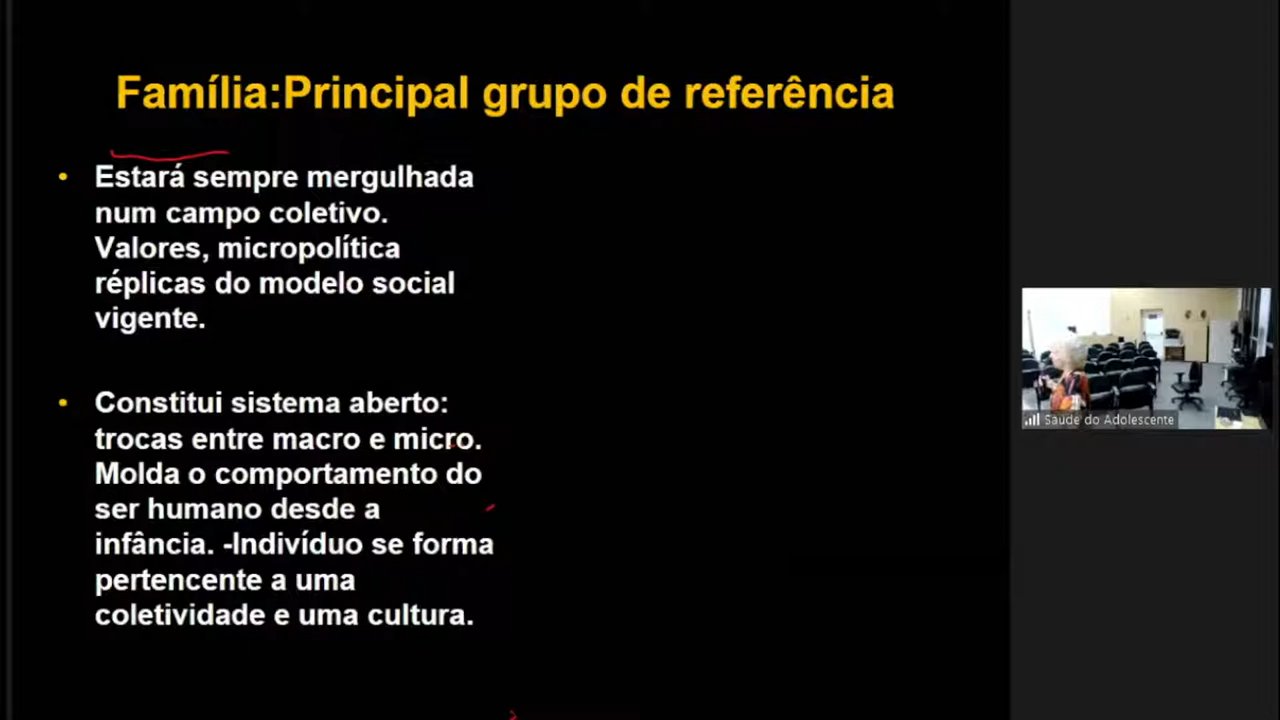 Família:Principal grupo de referência
• Estará sempre mergulhada
num campo coletivo.
Valores, micropolítica
réplicas do modelo social
vigente.
• Constitui sistema aberto:
trocas entre macro e micro.
Molda o comportamento do
ser humano desde a
infância. -Indivíduo se forma
pertencente a uma
coletividade e uma cultura.
Saúde do Adolescente